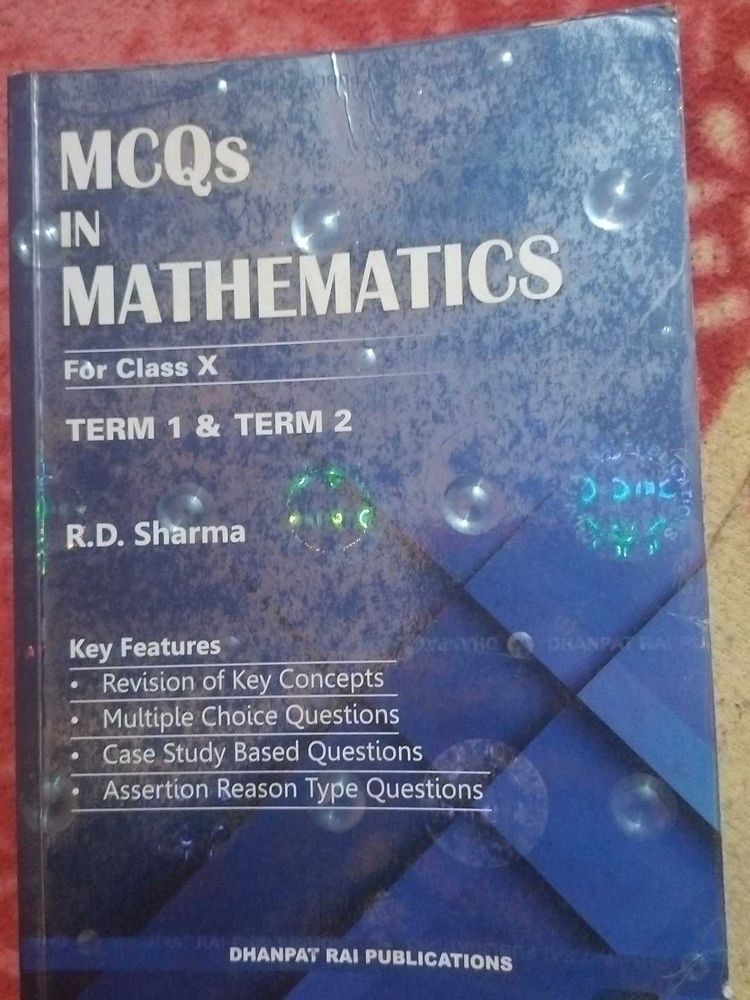 MCQs
IN
MATHEMATICS
For Class X
TERM 1 & TERM 2
R.D. Sharma
Key Features
• Revision of Key Concepts
• Multiple Choice Questions
• Case Study Based Questions
• Assertion Reason Type Questions
DHANPAT RAI PUBLICATIONS